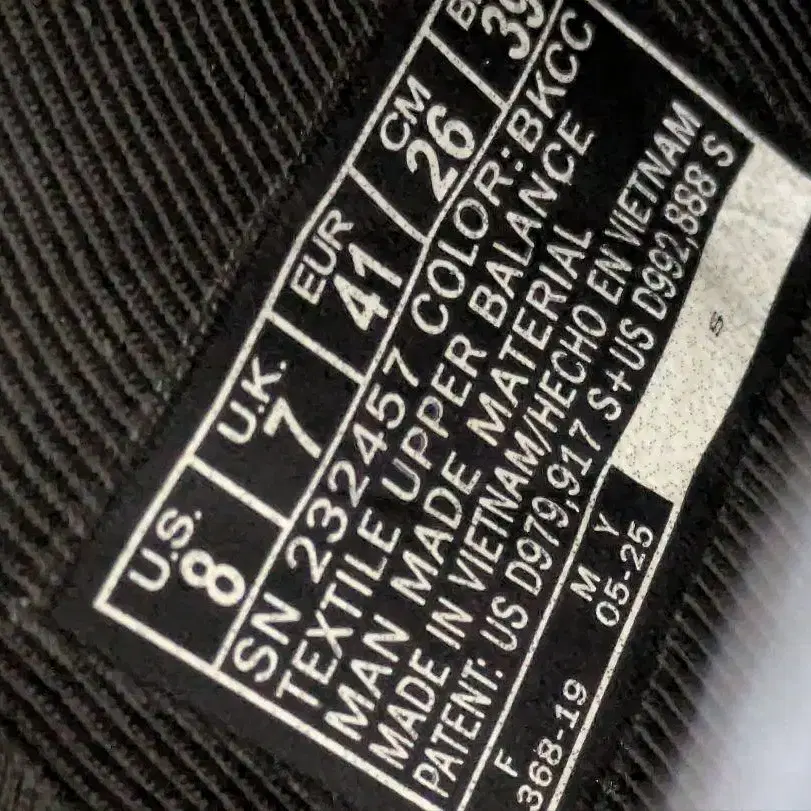 U.S. U.K. EUR CM
8 7 41 26 39
SN 232457 COLOR:BKCC
TEXTILE UPPER BALANCE
MAN MADE MATERIAL
MADE IN VIETNAM/HECHO EN VIETNAM
PATENT: US D979,917 S+US D992,888 S
F M Y
368-19 05-25
S